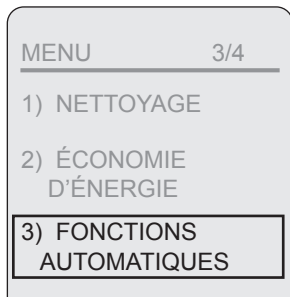 MENU 3/4
1) NETTOYAGE
2) ÉCONOMIE
D’ÉNERGIE
3) FONCTIONS
AUTOMATIQUES